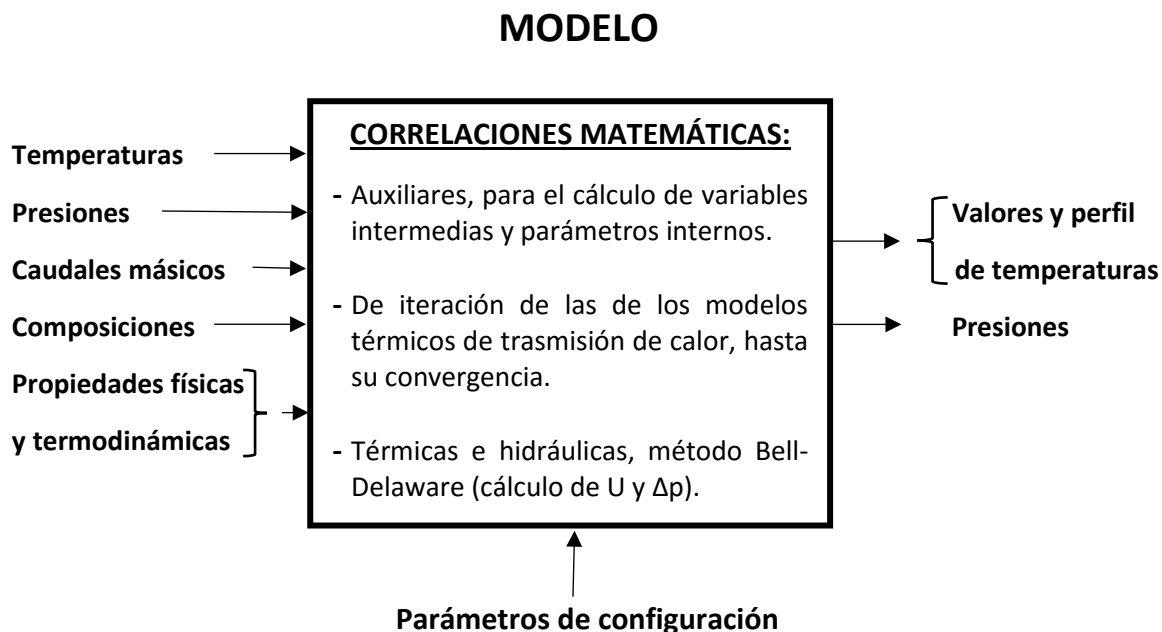 MODELO
Temperaturas
Presiones
Caudales másicos
Composiciones
Propiedades físicas
y termodinámicas
CORRELACIONES MATEMÁTICAS:
- Auxiliares, para el cálculo de variables
intermedias y parámetros internos.
- De iteración de las de los modelos
térmicos de trasmisión de calor, hasta
su convergencia.
- Térmicas e hidráulicas, método Bell-
Delaware (cálculo de U y Δp).
Valores y perfil
de temperaturas
Presiones
Parámetros de configuración